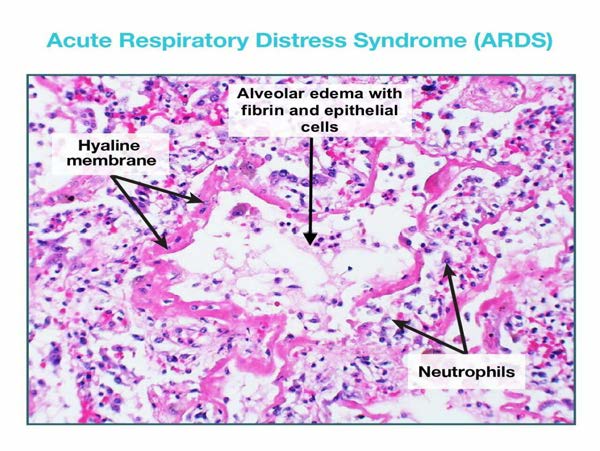 Acute Respiratory Distress Syndrome (ARDS)
Alveolar edema with
fibrin and epithelial
cells
Hyaline
membrane
Neutrophils